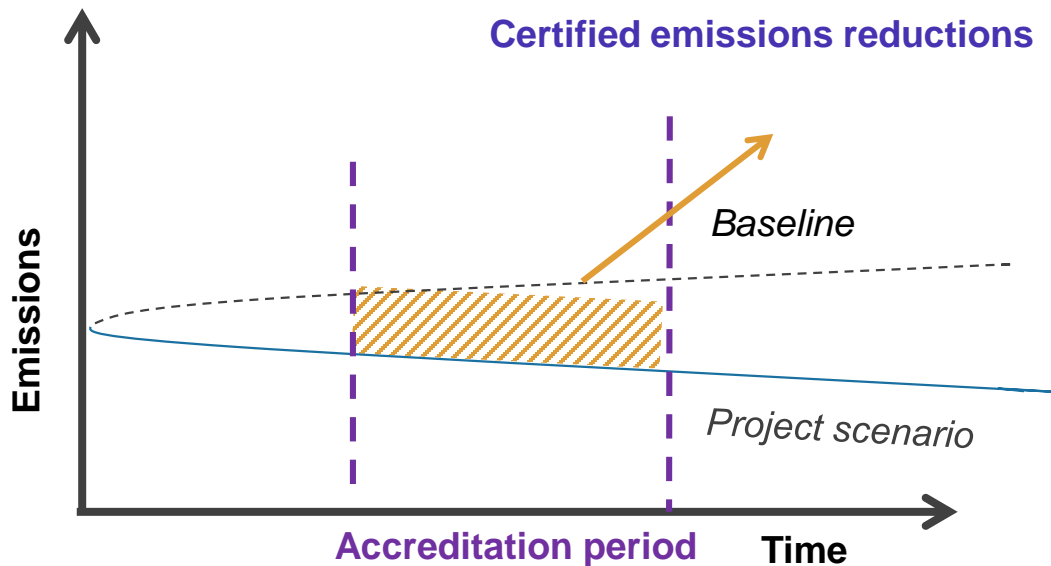 Certified emissions reductions
Baseline
Emissions
Project scenario
Accreditation period
Time